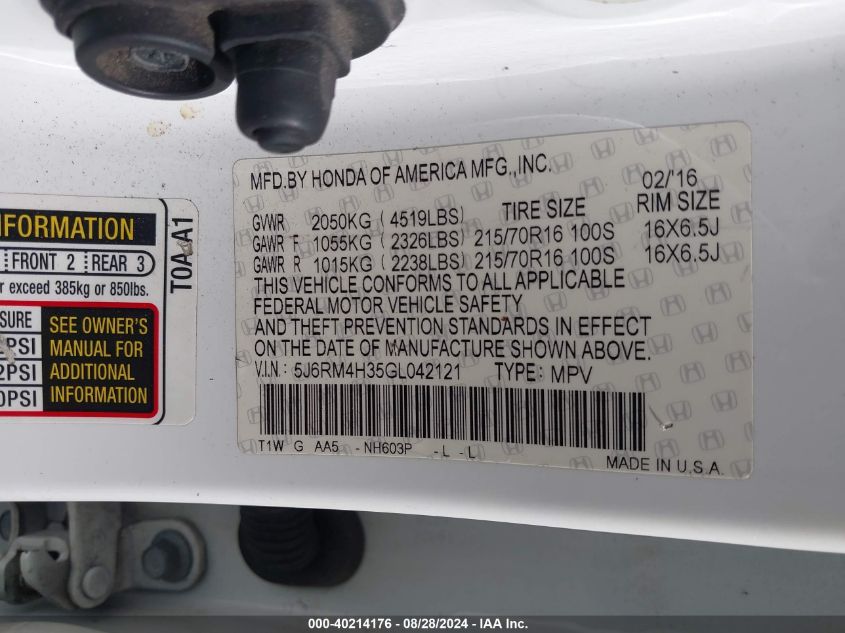 MFD.BY HONDA OF AMERICA MFG.,INC. 02/'16
GVWR 2050KG ( 4519LBS) TIRE SIZE RIM SIZE
GAWR F 1055KG ( 2326LBS) 215/70R16 100S 16X6.5J
GAWR R 1015KG ( 2238LBS) 215/70R16 100S 16X6.5J
THIS VEHICLE CONFORMS TO ALL APPLICABLE
FEDERAL MOTOR VEHICLE SAFETY
AND THEFT PREVENTION STANDARDS IN EFFECT
ON THE DATE OF MANUFACTURE SHOWN ABOVE.
V.I.N : 5J6RM4H35GL042121 TYPE: MPV
T1W G AA5 - NH603P - L - L
MADE IN U.S.A.
FRONT 2 REAR 3
exceed 385kg or 850lbs.
SEE OWNER'S
PSI MANUAL FOR
PSI ADDITIONAL
PSI INFORMATION
000-40214176 - 08/28/2024 - IAA Inc.